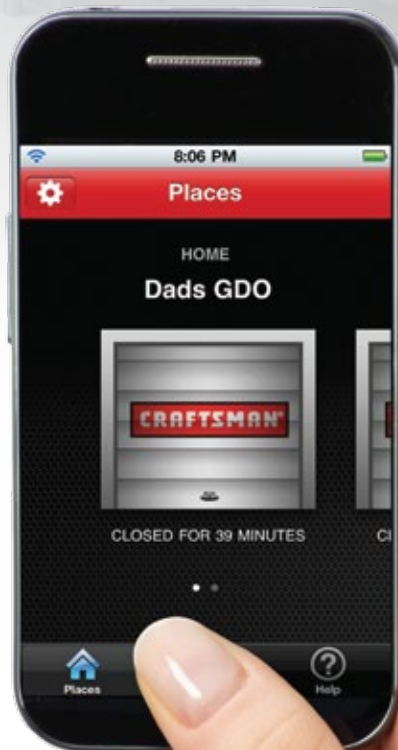 8:06 PM
Places
HOME
Dads GDO
CRAFTSMAN
CLOSED FOR 39 MINUTES
Places
Help